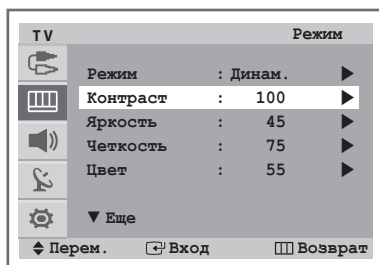 TV Режим
Режим : Динам. ▶
Контраст : 100 ▶
Яркость : 45 ▶
Четкость : 75 ▶
Цвет : 55 ▶
▼ Еще
Перем. Вход Возврат